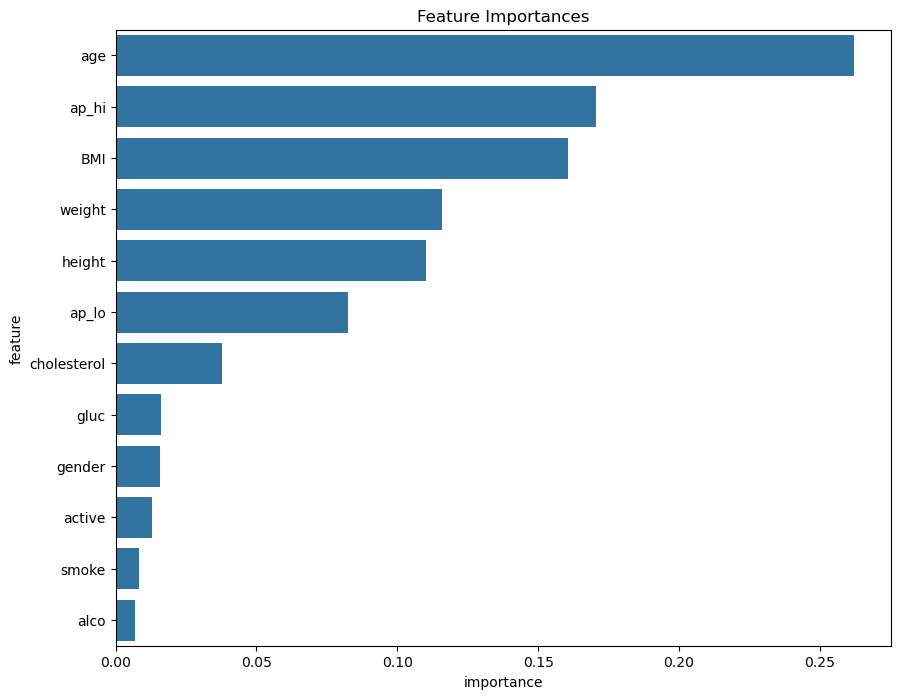 Feature Importances
feature
age
ap_hi
BMI
weight
height
ap_lo
cholesterol
gluc
gender
active
smoke
alco
0.00 0.05 0.10 0.15 0.20 0.25
importance